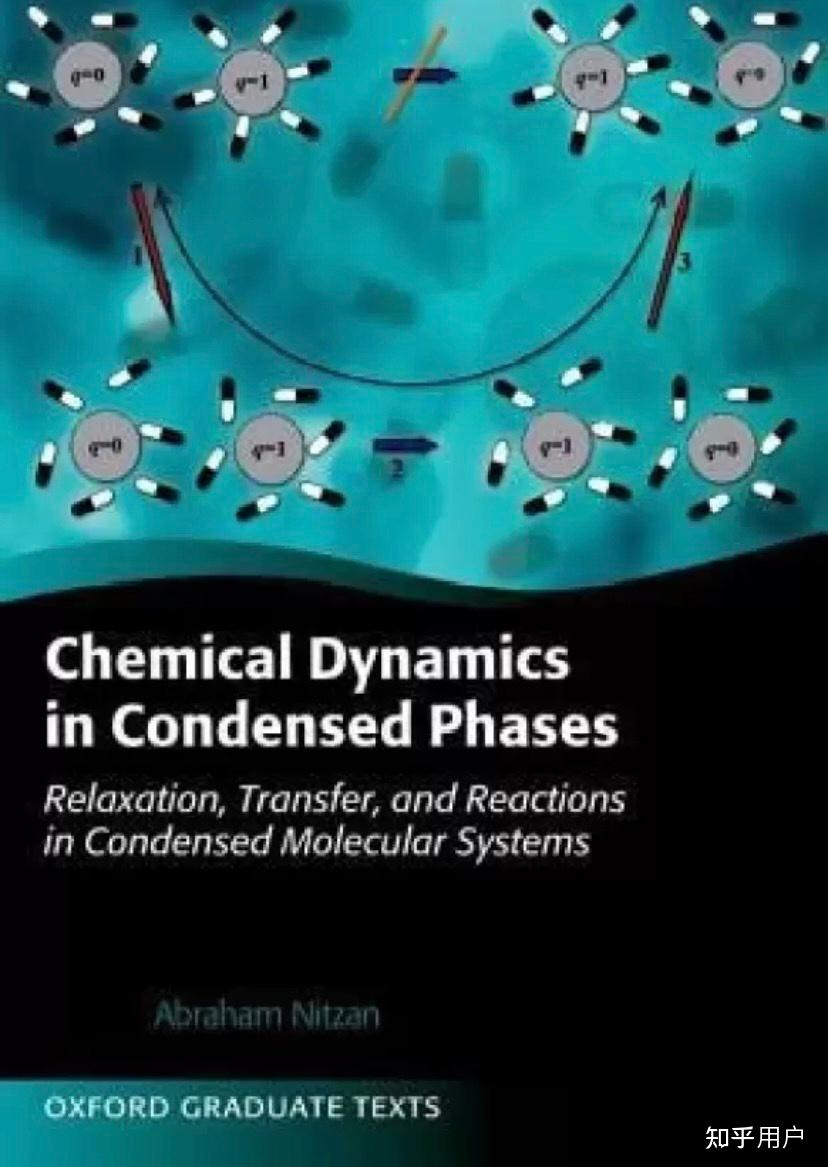 q=0 q=1 q=1 q=0
1 3
q=0 q=1 q=1 q=0
2
Chemical Dynamics
in Condensed Phases
Relaxation, Transfer, and Reactions
in Condensed Molecular Systems
Abraham Nitzan
OXFORD GRADUATE TEXTS
知乎用户